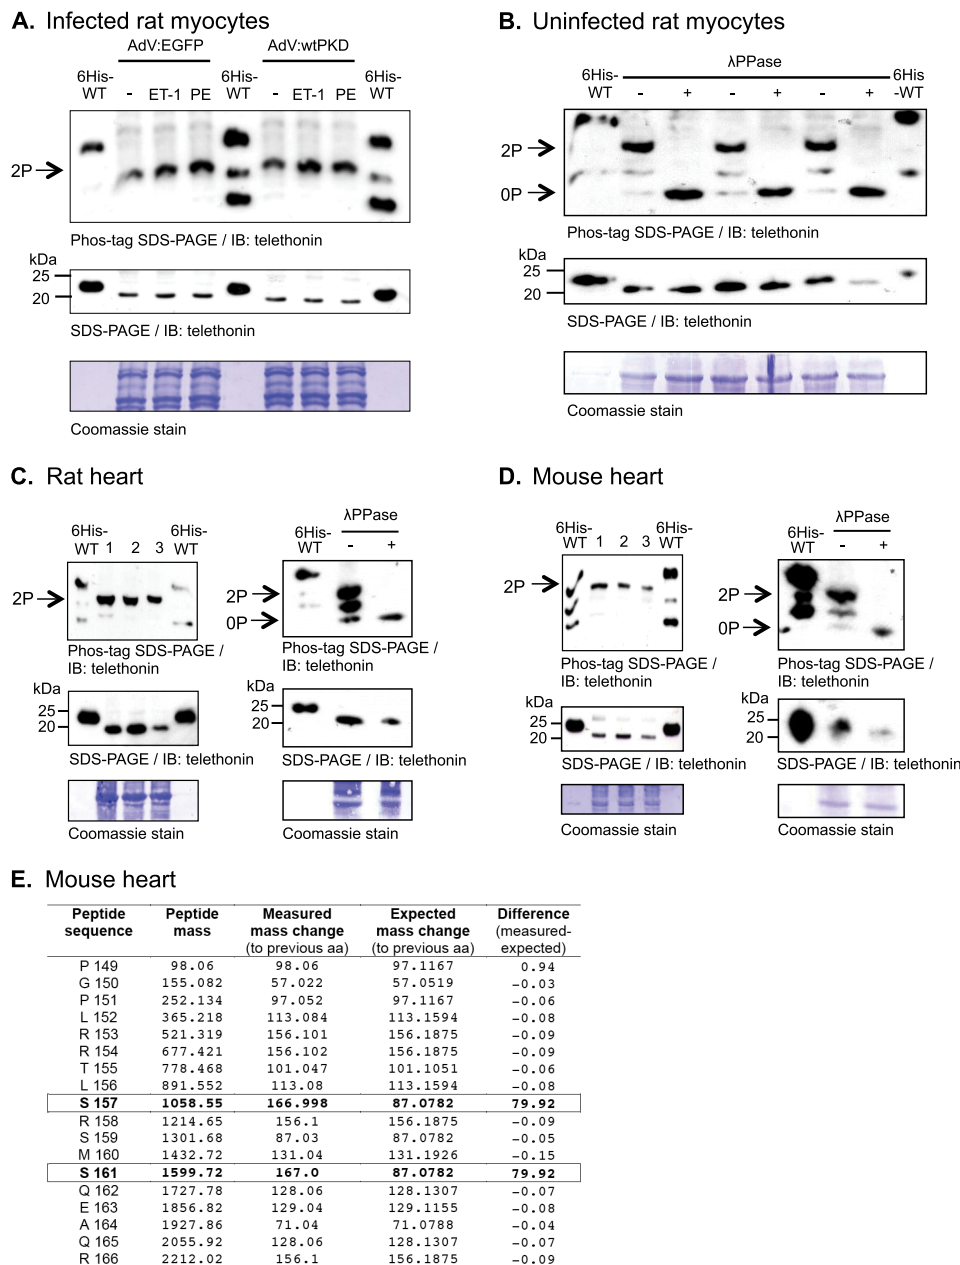 A. Infected rat myocytes
AdV:EGFP AdV:wtPKD
6His-
WT - ET-1 PE 6His-
WT - ET-1 PE 6His-
WT
2P
Phos-tag SDS-PAGE / IB: telethonin
kDa
25
20
SDS-PAGE / IB: telethonin
Coomassie stain
B. Uninfected rat myocytes
λPPase
6His-
WT - + - + - + 6His
-WT
2P
0P
Phos-tag SDS-PAGE / IB: telethonin
kDa
25
20
SDS-PAGE / IB: telethonin
Coomassie stain
C. Rat heart
6His-
WT 1 2 3 6His-
WT
2P
Phos-tag SDS-PAGE /
IB: telethonin
kDa
25
20
SDS-PAGE / IB: telethonin
Coomassie stain
λPPase
6His-
WT - +
2P
0P
Phos-tag SDS-PAGE /
IB: telethonin
kDa
25
20
SDS-PAGE / IB: telethonin
Coomassie stain
D. Mouse heart
6His-
WT 1 2 3 6His-
WT
2P
Phos-tag SDS-PAGE /
IB: telethonin
kDa
25
20
SDS-PAGE / IB: telethonin
Coomassie stain
λPPase
6His-
WT - +
2P
0P
Phos-tag SDS-PAGE /
IB: telethonin
kDa
25
20
SDS-PAGE / IB: telethonin
Coomassie stain
E. Mouse heart
Peptide Peptide Measured Expected Difference
sequence mass mass change mass change (measured-
(to previous aa) (to previous aa) expected)
P 149 98.06 98.06 97.1167 0.94
G 150 155.082 57.022 57.0519 −0.03
P 151 252.134 97.052 97.1167 −0.06
L 152 365.218 113.084 113.1594 −0.08
R 153 521.319 156.101 156.1875 −0.09
R 154 677.421 156.102 156.1875 −0.09
T 155 778.468 101.047 101.1051 −0.06
L 156 891.552 113.08 113.1594 −0.08
S 157 1058.55 166.998 87.0782 79.92
R 158 1214.65 156.1 156.1875 −0.09
S 159 1301.68 87.03 87.0782 −0.05
M 160 1432.72 131.04 131.1926 −0.15
S 161 1599.72 167.0 87.0782 79.92
Q 162 1727.78 128.06 128.1307 −0.07
E 163 1856.82 129.04 129.1155 −0.08
A 164 1927.86 71.04 71.0788 −0.04
Q 165 2055.92 128.06 128.1307 −0.07
R 166 2212.02 156.1 156.1875 −0.09